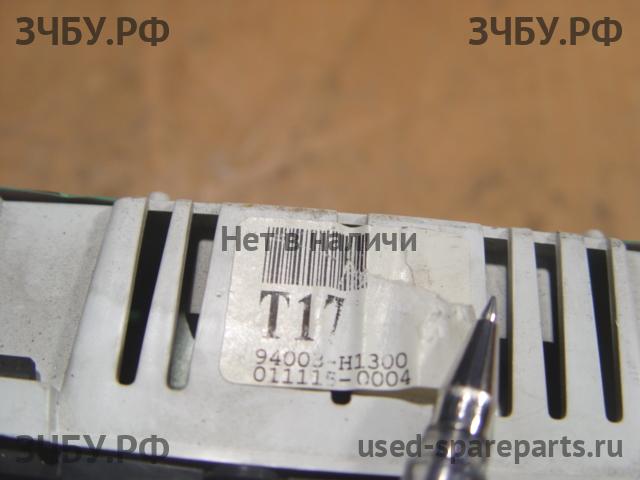 ЗЧБУ.РФ
ЗЧБУ.РФ
Нет в наличи
T17
94003-H1300
011115-0004
ЗЧБУ.РФ
used-spareparts.ru